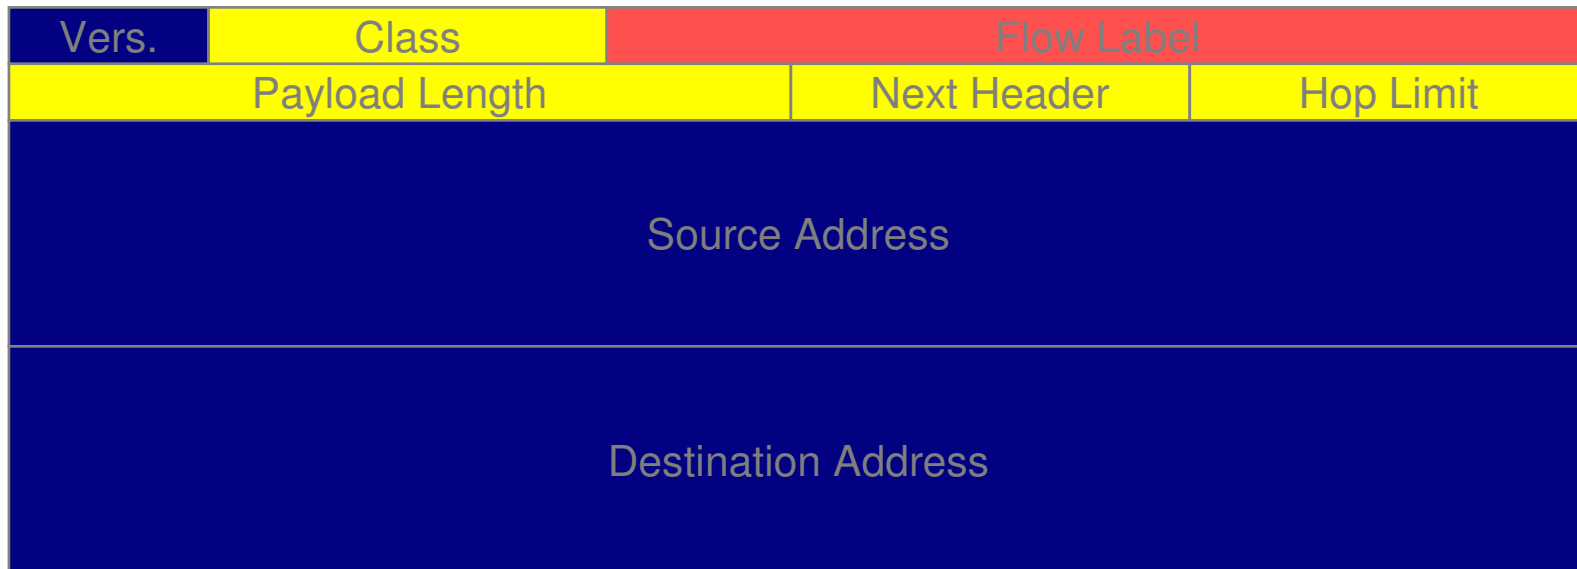 Vers. Class Flow Label
Payload Length Next Header Hop Limit
Source Address
Destination Address